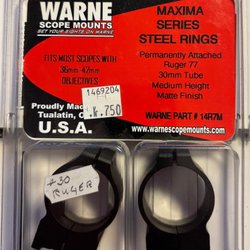 WARNE
SCOPE MOUNTS
SET YOUR SIGHTS ON WARNE
MAXIMA
SERIES
STEEL RINGS
FITS MOST SCOPES WITH
36mm-42mm
OBJECTIVES
Permanently Attached
Ruger 77
30mm Tube
Medium Height
Matte Finish
1469204
.750
Proudly Mad
Tualatin, O
U.S.A.
WARNE PART # 14R7M
www.warnescopemounts.com
#30
RUGER